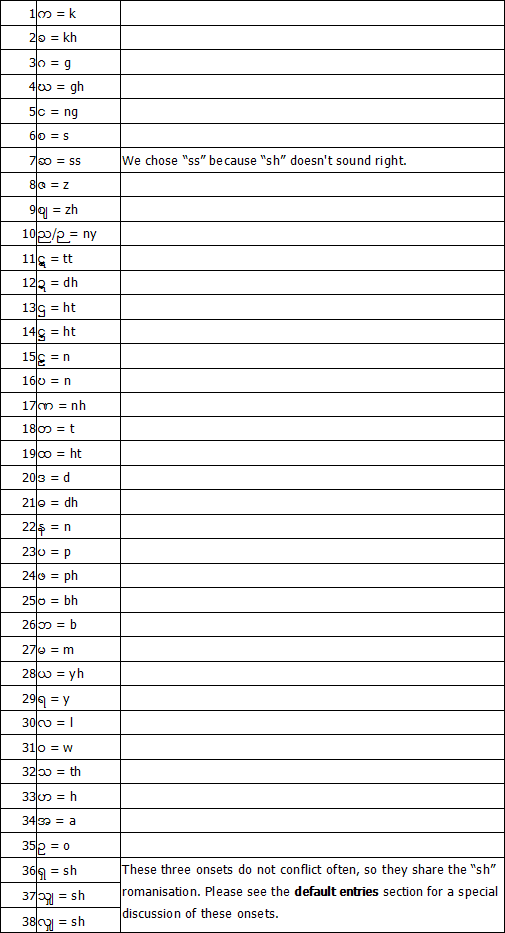 1 က = k
2 ခ = kh
3 ဂ = g
4 ဃ = gh
5 င = ng
6 စ = s
7 ဆ = ss We chose “ss” because “sh” doesn't sound right.
8 ဇ = z
9 ဈ = zh
10 ည/ဉ = ny
11 = tt
12 = dh
13 = ht
14 = ht
15 = n
16 = n
17 ဏ = nh
18 တ = t
19 ထ = ht
20 ဒ = d
21 ဓ = dh
22 န = n
23 ပ = p
24 ဖ = ph
25 ဗ = bh
26 ဘ = b
27 မ = m
28 ယ = yh
29 ရ = y
30 လ = l
31 ဝ = w
32 သ = th
33 ဟ = h
34 အ = a
35 ဥ = o
36 ရှ = sh These three onsets do not conflict often, so they share the “sh”
37 သျှ = sh romanisation. Please see the default entries section for a special
38 လျှ = sh discussion of these onsets.